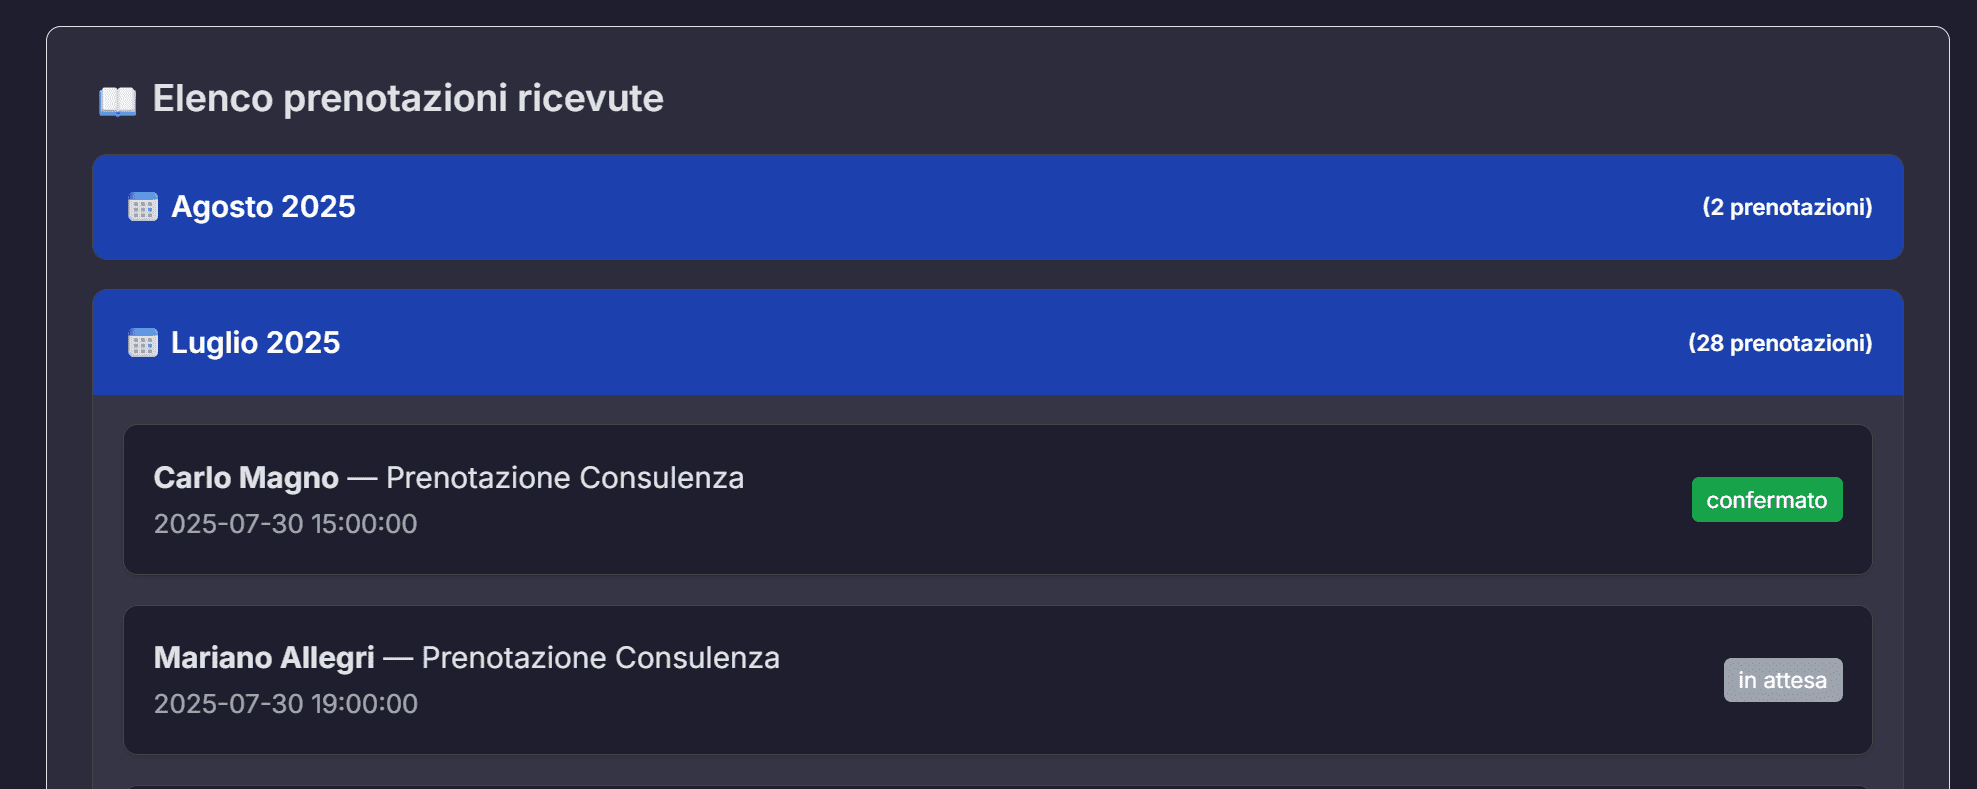 Elenco prenotazioni ricevute
Agosto 2025 (2 prenotazioni)
Luglio 2025 (28 prenotazioni)
Carlo Magno — Prenotazione Consulenza
2025-07-30 15:00:00
confermato
Mariano Allegri — Prenotazione Consulenza
2025-07-30 19:00:00
in attesa